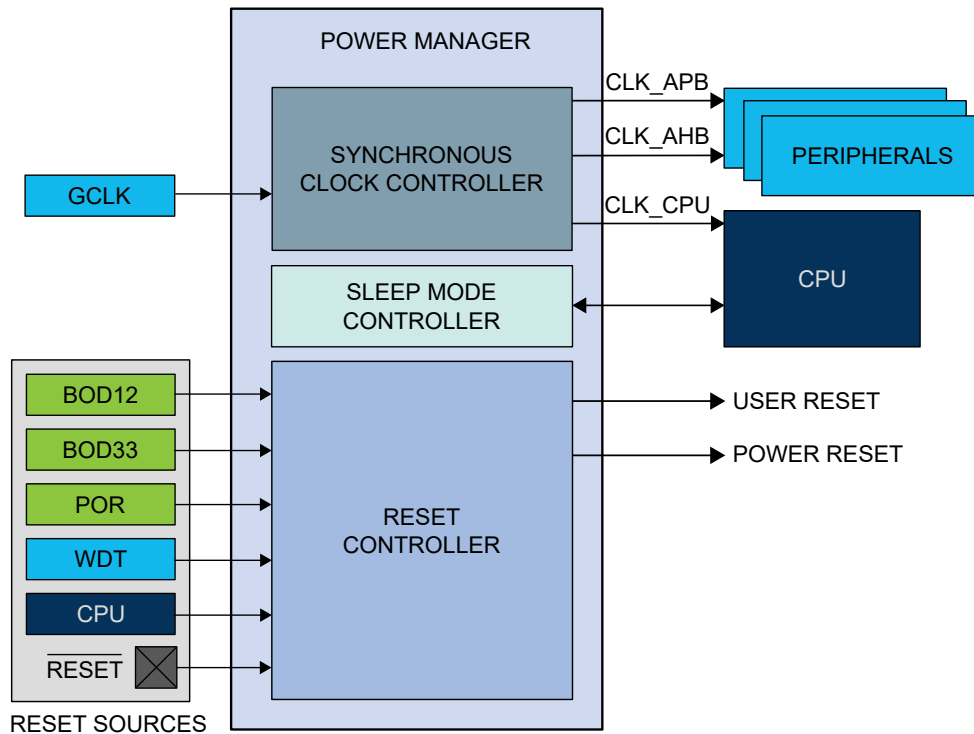 POWER MANAGER
SYNCHRONOUS
CLOCK CONTROLLER
GCLK
CLK_APB
CLK_AHB
CLK_CPU
PERIPHERALS
CPU
SLEEP MODE
CONTROLLER
BOD12
BOD33
POR
WDT
CPU
RESET
RESET SOURCES
RESET
CONTROLLER
USER RESET
POWER RESET